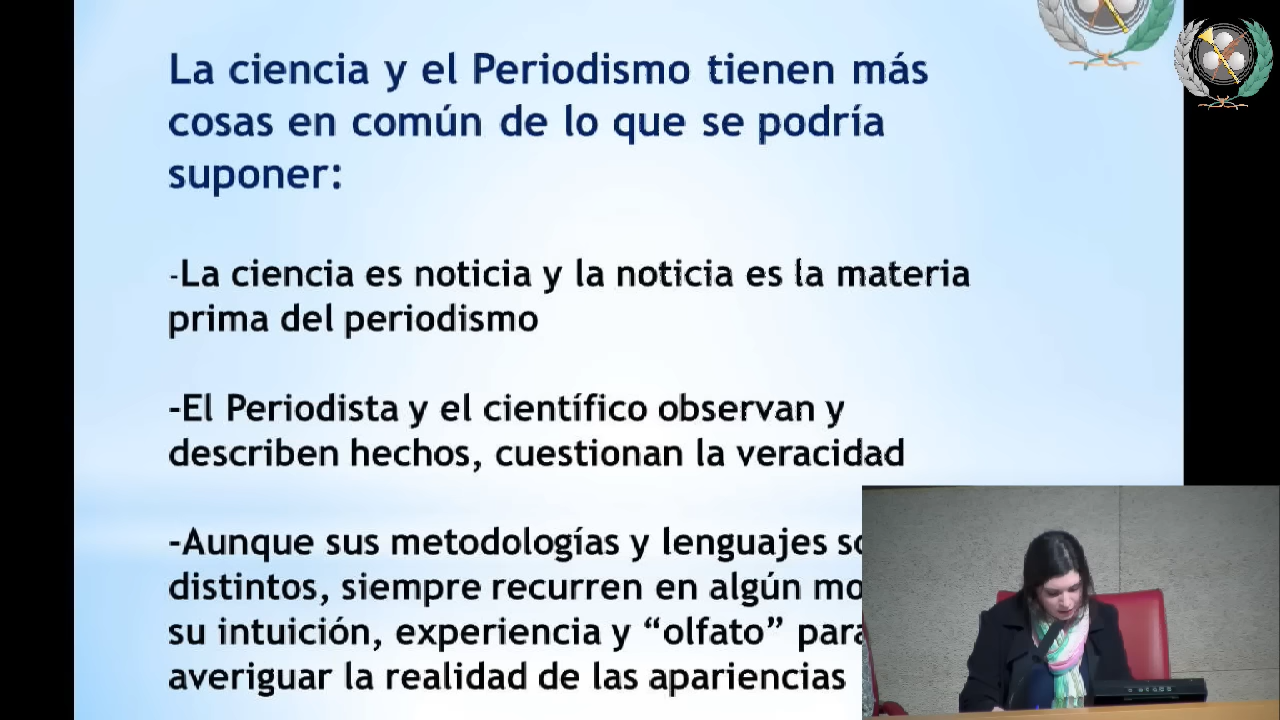 La ciencia y el Periodismo tienen más
cosas en común de lo que se podría
suponer:
-La ciencia es noticia y la noticia es la materia
prima del periodismo
-El Periodista y el científico observan y
describen hechos, cuestionan la veracidad
-Aunque sus metodologías y lenguajes
distintos, siempre recurren en algún
su intuición, experiencia y “olfato” para
averiguar la realidad de las apariencias